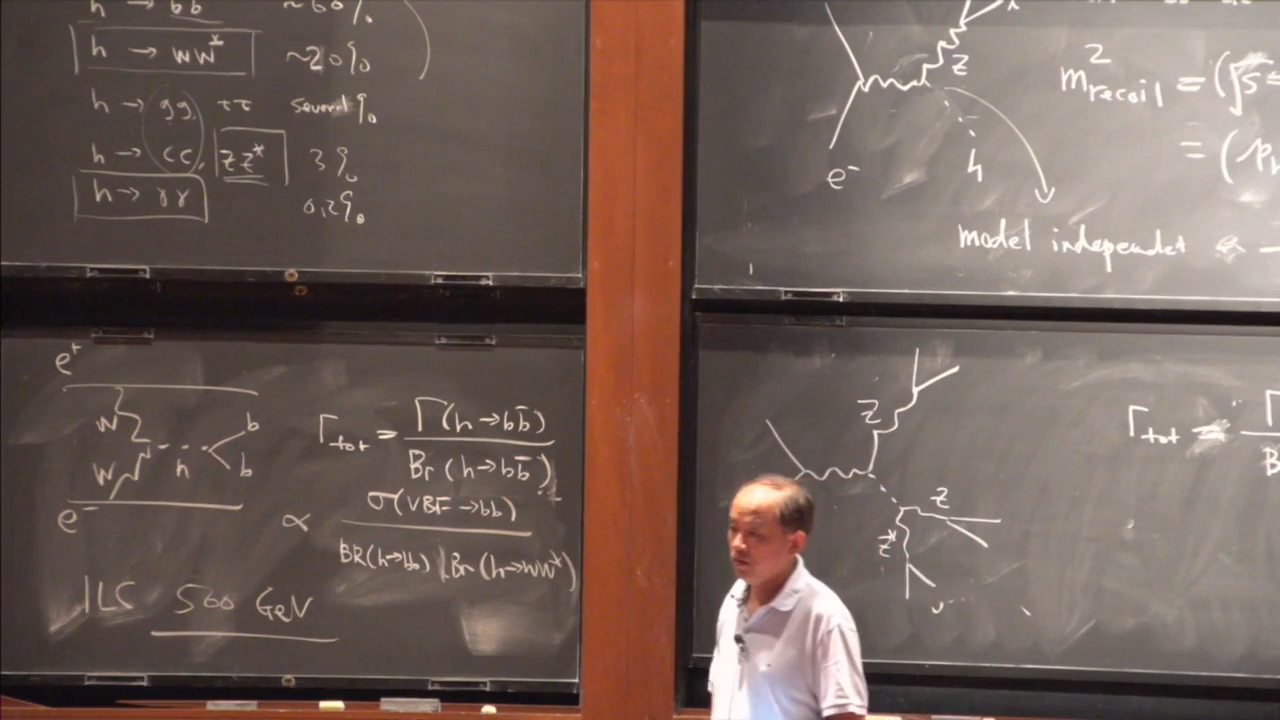 h → bb ~60%
h → WW* ~20%
h → gg, ττ several %
h → cc, ZZ* 3%
h → γγ 0.2%
e⁺
W
W
h
b
b
e⁻
Γtot = Γ(h→bb̄) / Br(h→bb̄)
∝ σ(VBF→bb) / BR(h→bb) Br(h→WW*)
ILC 500 GeV
Z
e⁻
h
m²recoil = (√s
= (p
model independet
Z
Z
Z*
Γtot =